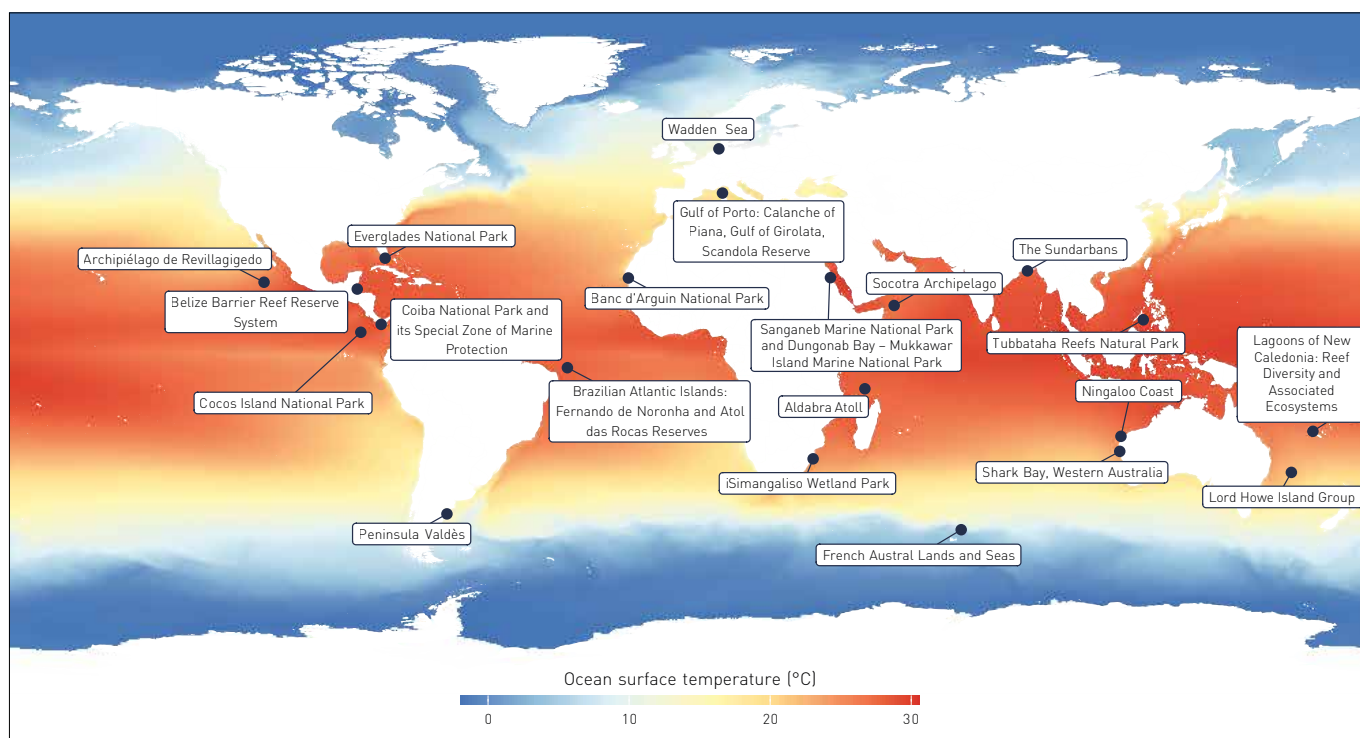 Wadden Sea
Gulf of Porto: Calanche of
Piana, Gulf of Girolata,
Scandola Reserve
Everglades National Park
The Sundarbans
Archipiélago de Revillagigedo
Socotra Archipelago
Banc d'Arguin National Park
Belize Barrier Reef Reserve
System
Coiba National Park and
its Special Zone of Marine
Protection
Sanganeb Marine National Park
and Dungonab Bay – Mukkawar
Island Marine National Park
Tubbataha Reefs Natural Park
Lagoons of New
Caledonia: Reef
Diversity and
Associated
Ecosystems
Cocos Island National Park
Brazilian Atlantic Islands:
Fernando de Noronha and Atol
das Rocas Reserves
Aldabra Atoll
Ningaloo Coast
Shark Bay, Western Australia
iSimangaliso Wetland Park
Lord Howe Island Group
Peninsula Valdès
French Austral Lands and Seas
Ocean surface temperature (°C)
0 10 20 30